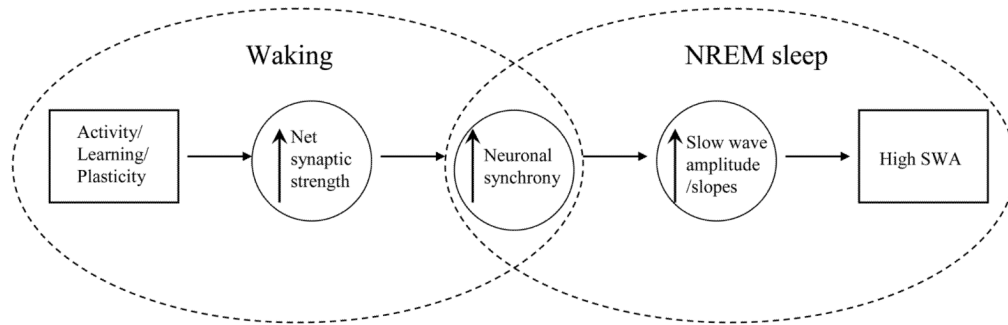 Waking
NREM sleep
Activity/
Learning/
Plasticity
Net
synaptic
strength
Neuronal
synchrony
Slow wave
amplitude
/slopes
High SWA